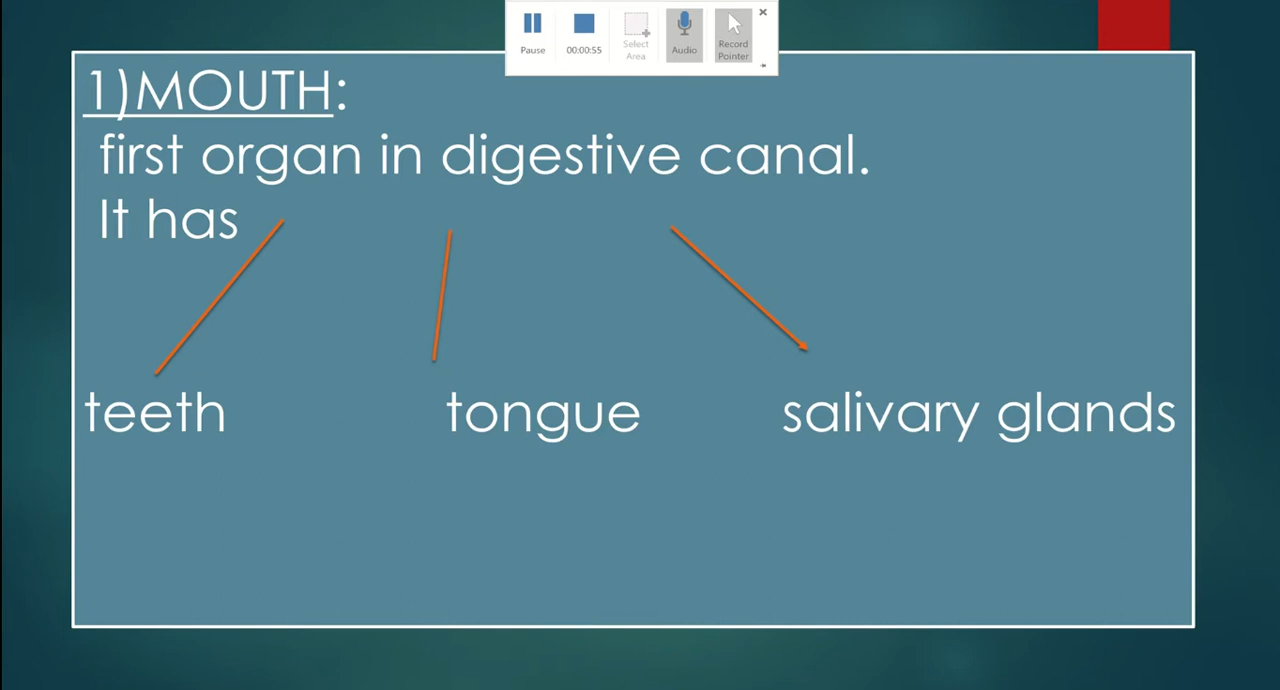 Pause
00:00:55
Select
Area
Audio
Record
Pointer
1)MOUTH:
first organ in digestive canal.
It has
teeth tongue salivary glands